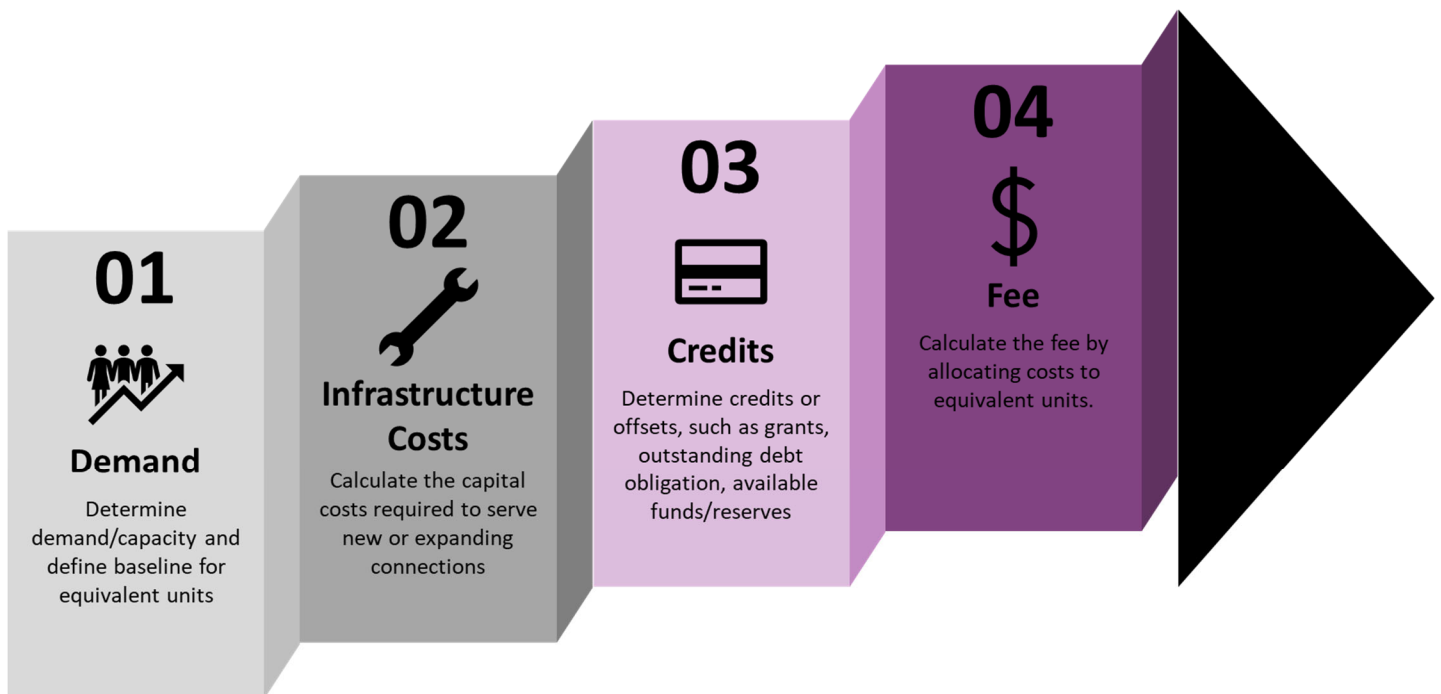 01
Demand
Determine
demand/capacity and
define baseline for
equivalent units
02
Infrastructure
Costs
Calculate the capital
costs required to serve
new or expanding
connections
03
Credits
Determine credits or
offsets, such as grants,
outstanding debt
obligation, available
funds/reserves
04
$
Fee
Calculate the fee by
allocating costs to
equivalent units.